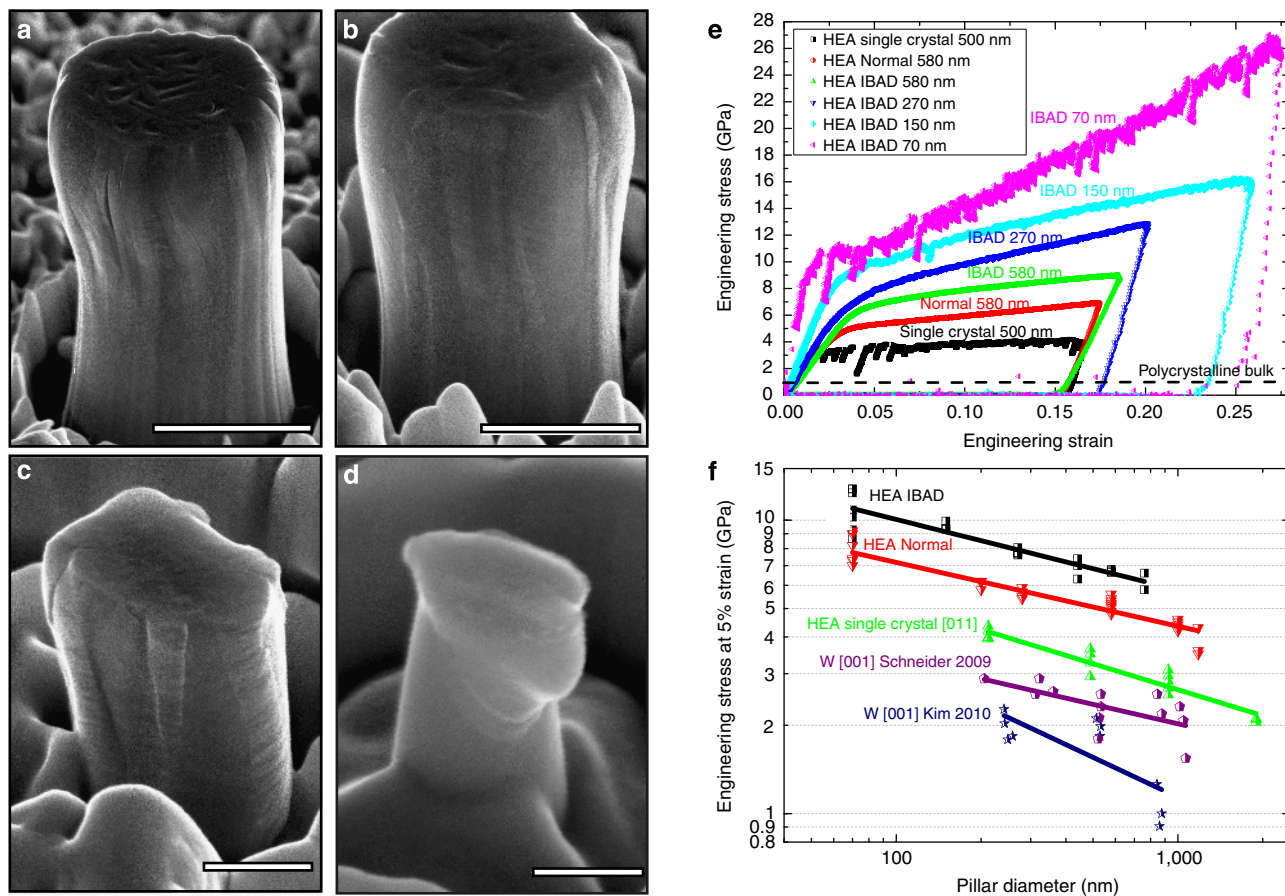 a
b
c
d
e
Engineering stress (GPa)
28
26
24
22
20
18
16
14
12
10
8
6
4
2
0
HEA single crystal 500 nm
HEA Normal 580 nm
HEA IBAD 580 nm
HEA IBAD 270 nm
HEA IBAD 150 nm
HEA IBAD 70 nm
IBAD 70 nm
IBAD 150 nm
IBAD 270 nm
IBAD 580 nm
Normal 580 nm
Single crystal 500 nm
Polycrystalline bulk
0.00 0.05 0.10 0.15 0.20 0.25
Engineering strain
f
Engineering stress at 5% strain (GPa)
15
10
9
8
7
6
5
4
3
2
1
0.9
0.8
HEA IBAD
HEA Normal
HEA single crystal [011]
W [001] Schneider 2009
W [001] Kim 2010
100 1,000
Pillar diameter (nm)